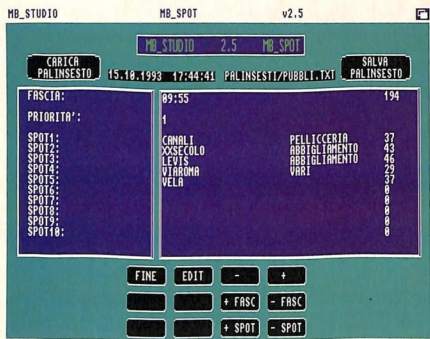 MB_STUDIO MB_SPOT v2.5
MB_STUDIO 2.5 MB_SPOT
CARICA PALINSESTO
15.10.1993 17:44:41 PALINSESTI/PUBBLI.TXT
SALVA PALINSESTO
FASCIA: 09:55 194
PRIORITA': 1
SPOT1: CANALI PELLICCERIA 37
SPOT2: XXSECOLO ABBIGLIAMENTO 43
SPOT3: LEVIS ABBIGLIAMENTO 46
SPOT4: VIAROMA VARI 29
SPOT5: VELA 37
SPOT6: 0
SPOT7: 0
SPOT8: 0
SPOT9: 0
SPOT10: 0
FINE EDIT - +
+ FASC - FASC
+ SPOT - SPOT